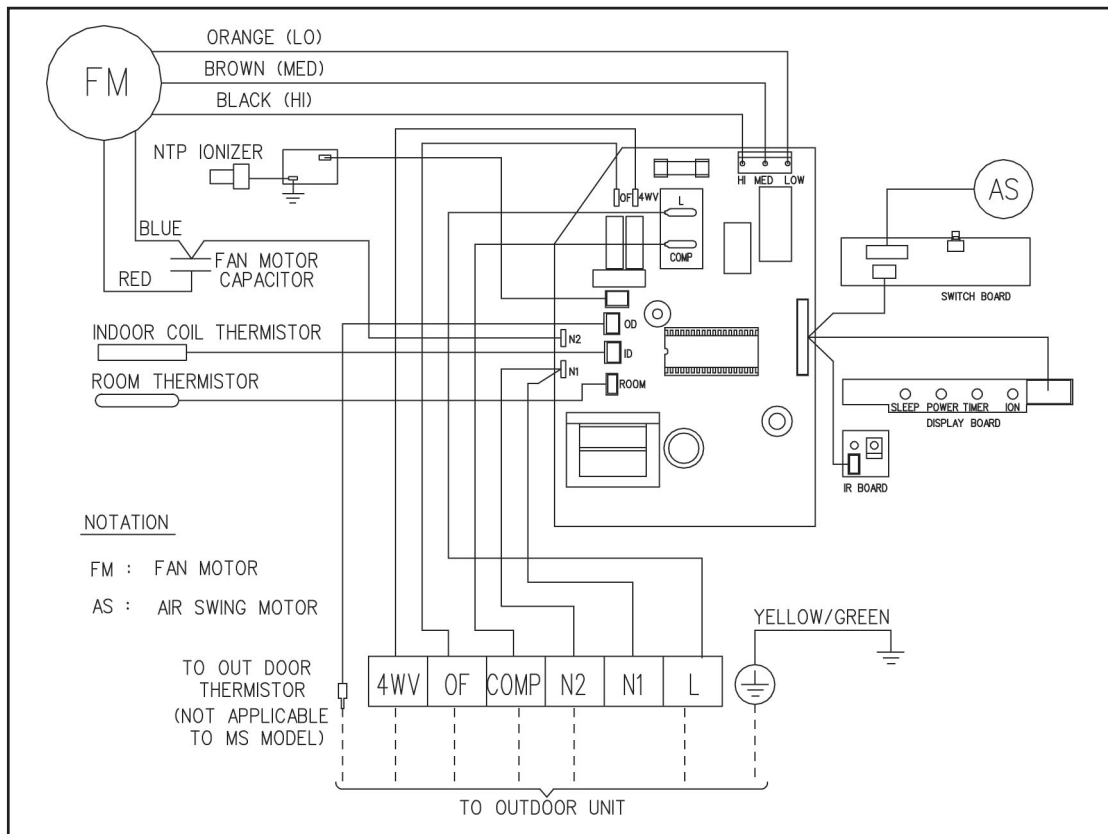 ORANGE (LO)
BROWN (MED)
BLACK (HI)
FM
NTP IONIZER
HI MED LOW
OF 4WV
L
COMP
AS
BLUE
RED
FAN MOTOR
CAPACITOR
SWITCH BOARD
INDOOR COIL THERMISTOR
N2
OD
ID
N1
ROOM
ROOM THERMISTOR
SLEEP POWER TIMER ION
DISPLAY BOARD
IR BOARD
NOTATION
FM : FAN MOTOR
AS : AIR SWING MOTOR
YELLOW/GREEN
TO OUT DOOR
THERMISTOR
(NOT APPLICABLE
TO MS MODEL)
4WV OF COMP N2 N1 L
TO OUTDOOR UNIT